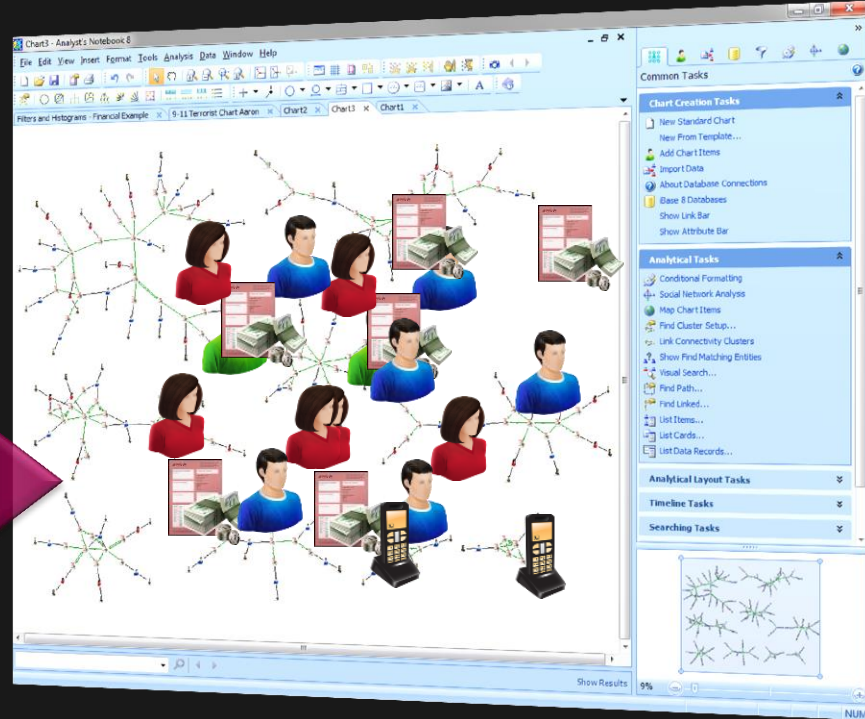 Chart3 - Analyst's Notebook 8
File Edit View Insert Format Tools Analysis Data Window Help
Filters and Histograms - Financial Example
9-11 Terrorist Chart Aaron
Chart2
Chart3
Chart1
Common Tasks
Chart Creation Tasks
New Standard Chart
New From Template...
Add Chart Items
Import Data
About Database Connections
iBase 8 Databases
Show Link Bar
Show Attribute Bar
Analytical Tasks
Conditional Formatting
Social Network Analysis
Map Chart Items
Find Cluster Setup...
Link Connectivity Clusters
Show Find Matching Entities
Visual Search...
Find Path...
Find Linked...
List Items...
List Cards...
List Data Records...
Analytical Layout Tasks
Timeline Tasks
Searching Tasks
Show Results
9%
NUM